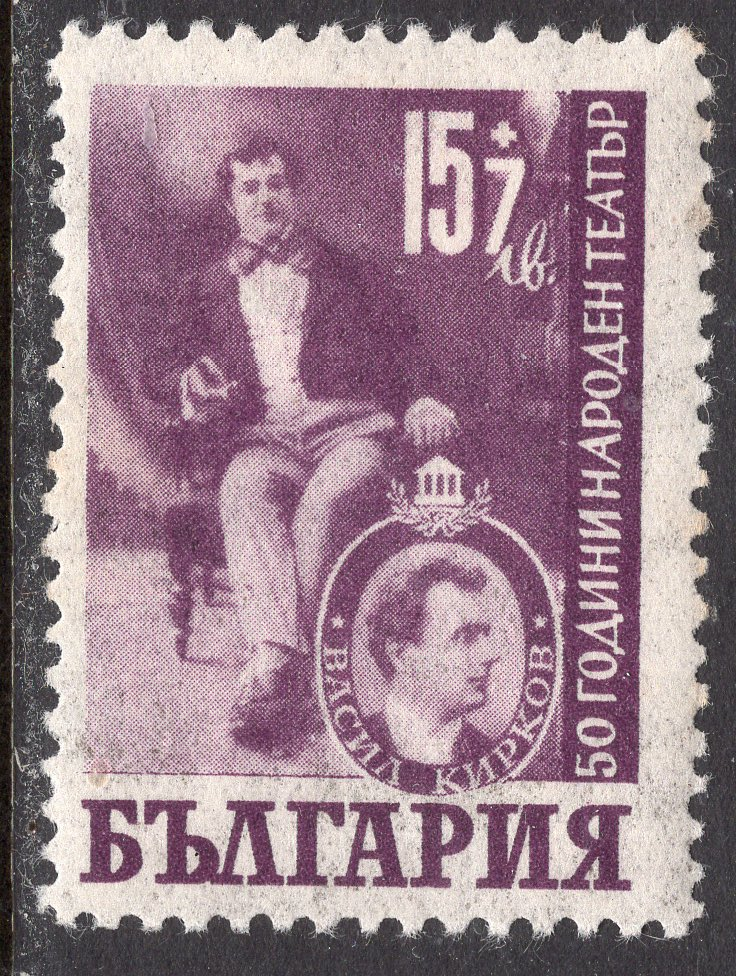 15+7
лв.
50 ГОДИНИ НАРОДЕН ТЕАТЪР
* ВАСИЛ КИРКОВ *
БЪЛГАРИЯ